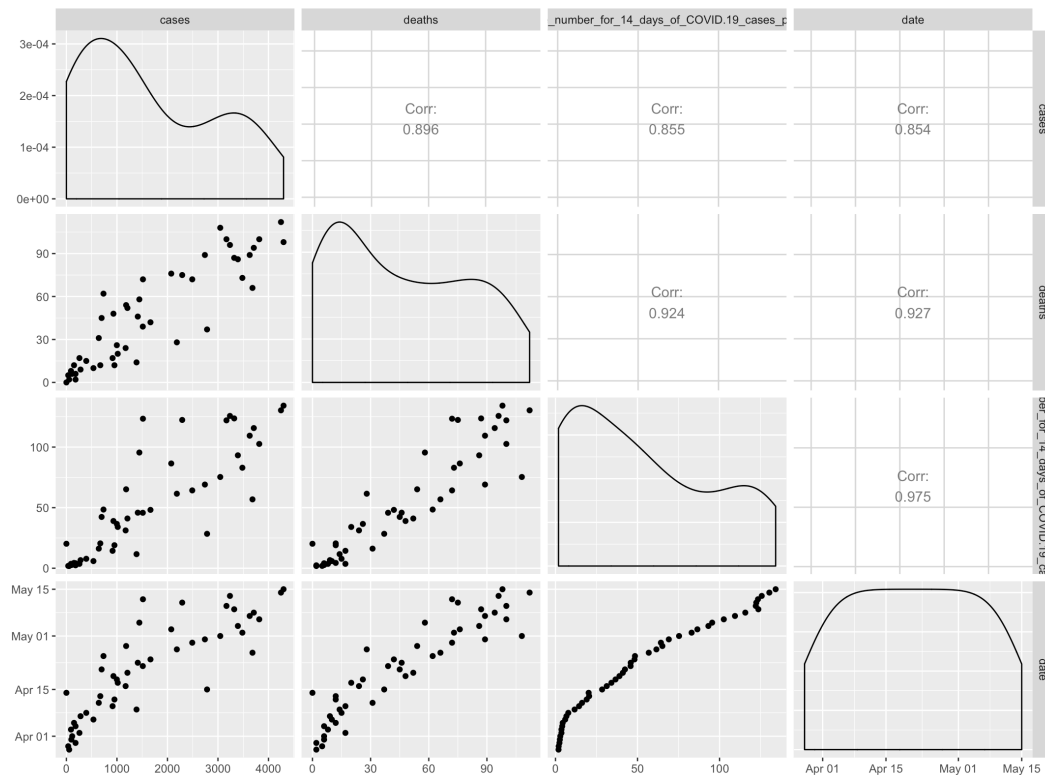 cases
deaths
_number_for_14_days_of_COVID.19_cases_p
date
3e-04
2e-04
1e-04
0e+00
Corr:
0.896
Corr:
0.855
Corr:
0.854
cases
90
60
30
0
Corr:
0.924
Corr:
0.927
deaths
100
50
0
Corr:
0.975
ber_for_14_days_of_COVID.19_ca
May 15
May 01
Apr 15
Apr 01
date
0
1000
2000
3000
4000
0
30
60
90
0
50
100
Apr 01
Apr 15
May 01
May 15